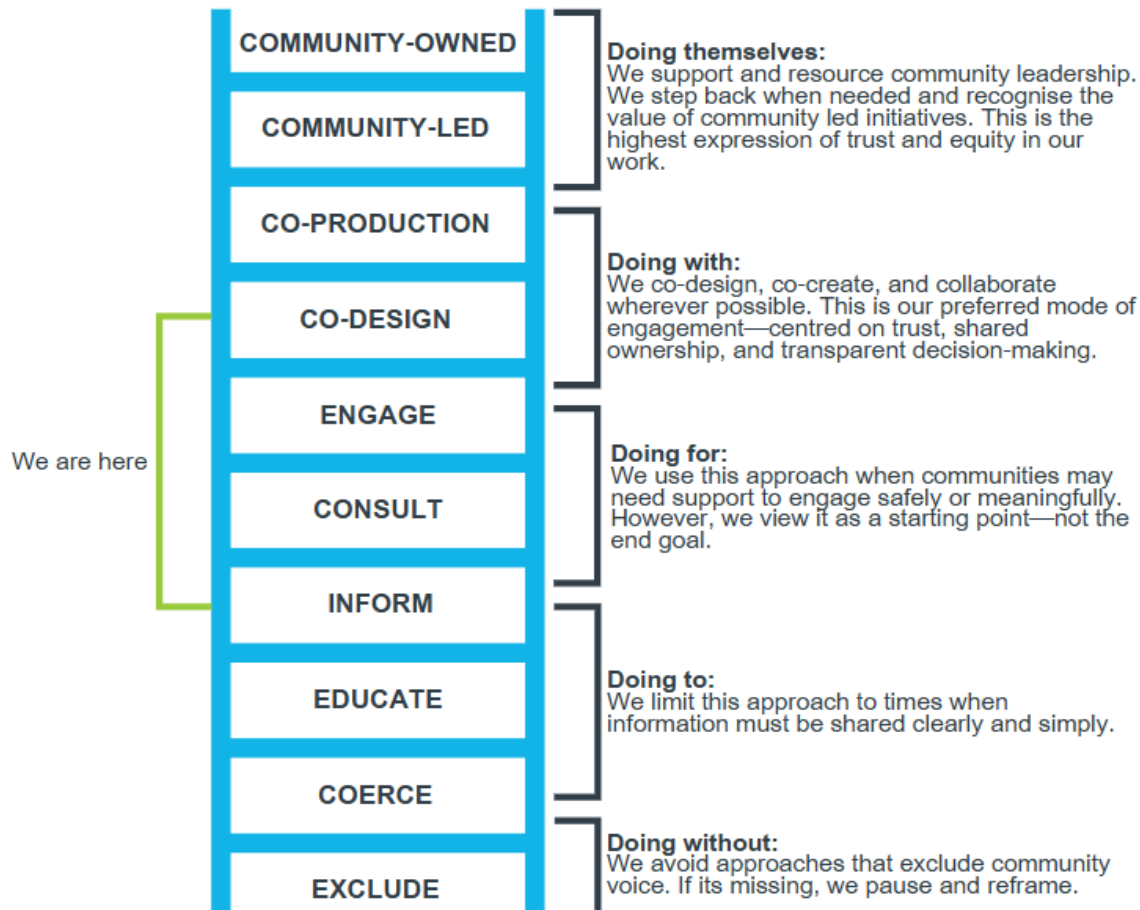 COMMUNITY-OWNED
COMMUNITY-LED
CO-PRODUCTION
CO-DESIGN
ENGAGE
CONSULT
INFORM
EDUCATE
COERCE
EXCLUDE
We are here
Doing themselves:
We support and resource community leadership.
We step back when needed and recognise the
value of community led initiatives. This is the
highest expression of trust and equity in our
work.
Doing with:
We co-design, co-create, and collaborate
wherever possible. This is our preferred mode of
engagement—centred on trust, shared
ownership, and transparent decision-making.
Doing for:
We use this approach when communities may
need support to engage safely or meaningfully.
However, we view it as a starting point—not the
end goal.
Doing to:
We limit this approach to times when
information must be shared clearly and simply.
Doing without:
We avoid approaches that exclude community
voice. If its missing, we pause and reframe.